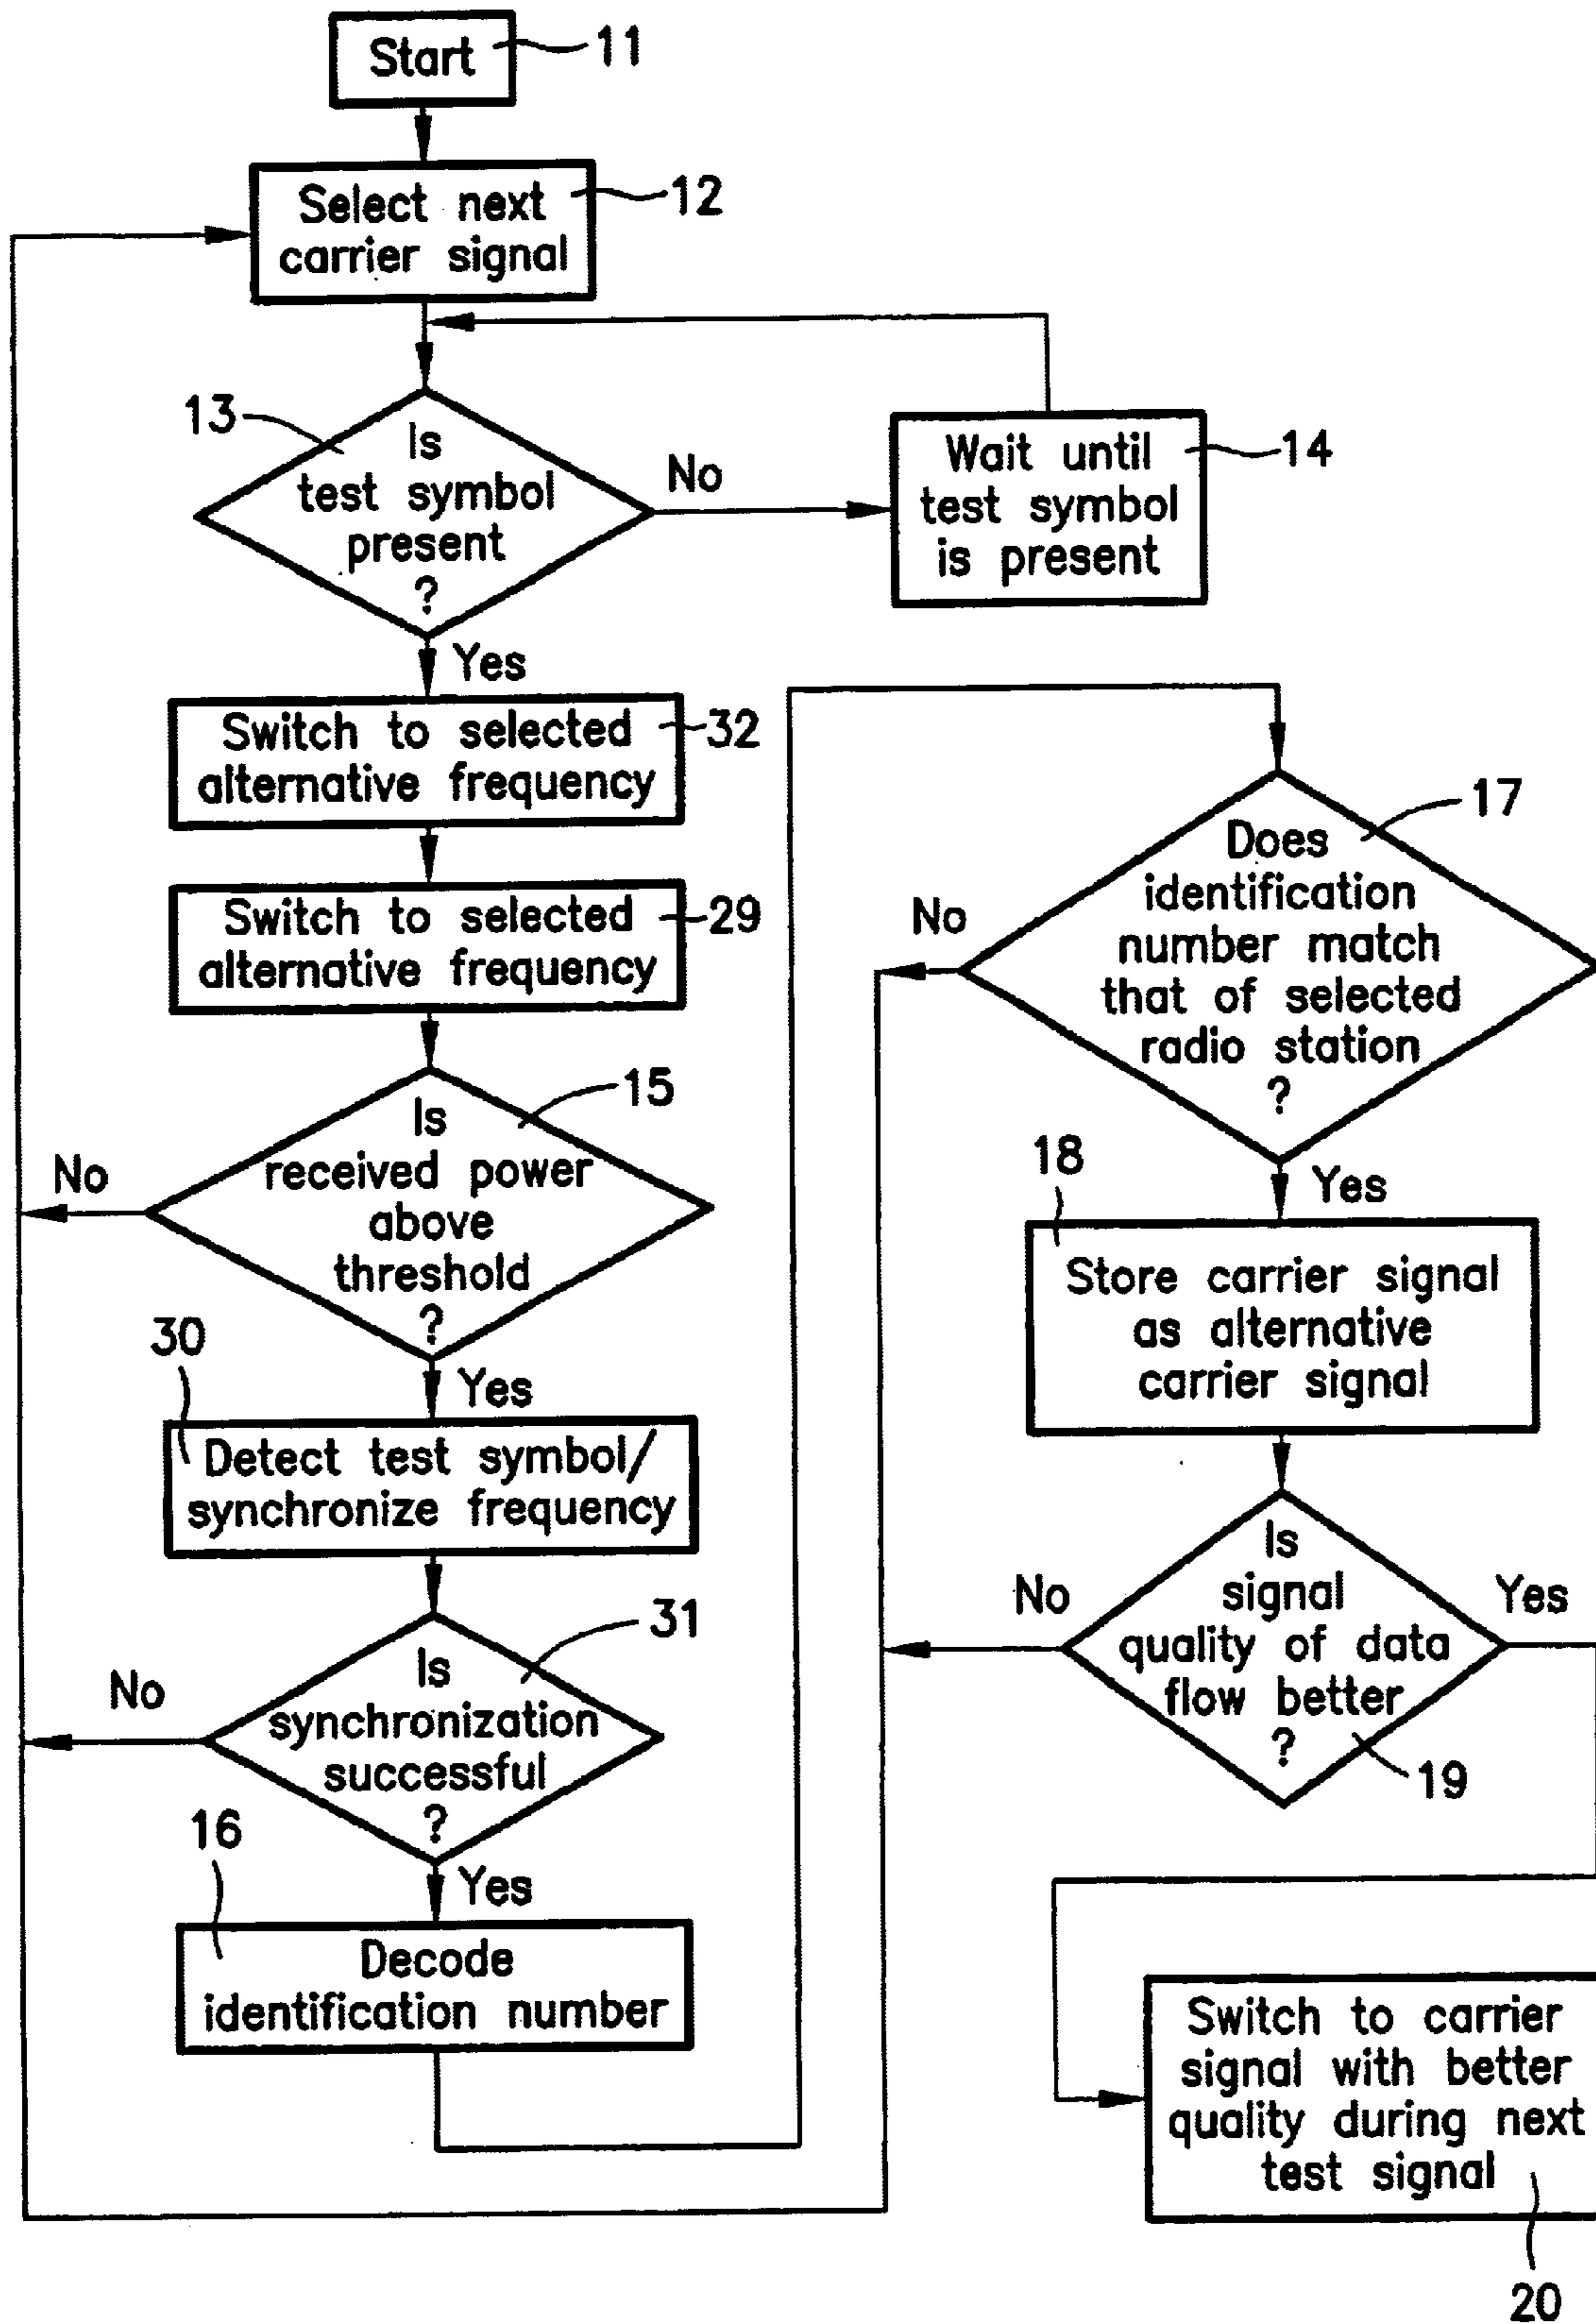 Start
11
Select next
carrier signal
12
13
Is
test symbol
present
?
No
Wait until
test symbol
is present
14
Yes
Switch to selected
alternative frequency
32
Switch to selected
alternative frequency
29
Is
received power
above
threshold
?
15
No
Yes
30
Detect test symbol/
synchronize frequency
Is
synchronization
successful
?
31
No
Yes
16
Decode
identification number
Does
identification
number match
that of selected
radio station
?
17
No
Yes
18
Store carrier signal
as alternative
carrier signal
Is
signal
quality of data
flow better
?
No
Yes
19
Switch to carrier
signal with better
quality during next
test signal
20